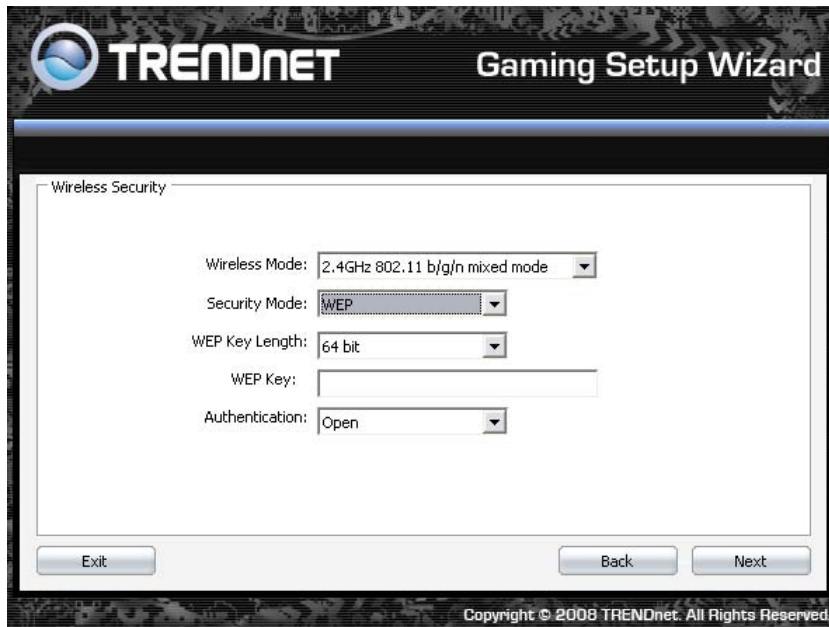 TRENDNET
Gaming Setup Wizard
Wireless Security
Wireless Mode: 2.4GHz 802.11 b/g/n mixed mode
Security Mode: WEP
WEP Key Length: 64 bit
WEP Key:
Authentication: Open
Exit Back Next
Copyright © 2008 TRENDnet. All Rights Reserved